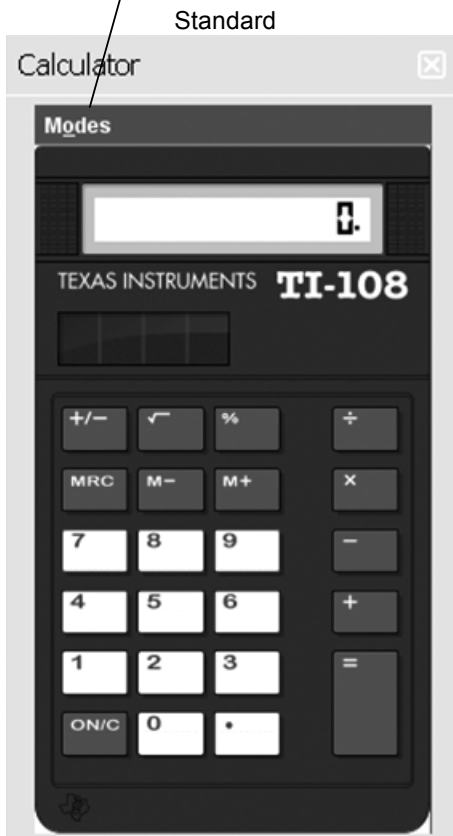 Standard
Calculator
Modes
0.
TEXAS INSTRUMENTS TI-108
+/− √ % ÷
MRC M− M+ ×
7 8 9 −
4 5 6 +
1 2 3 =
ON/C 0 .